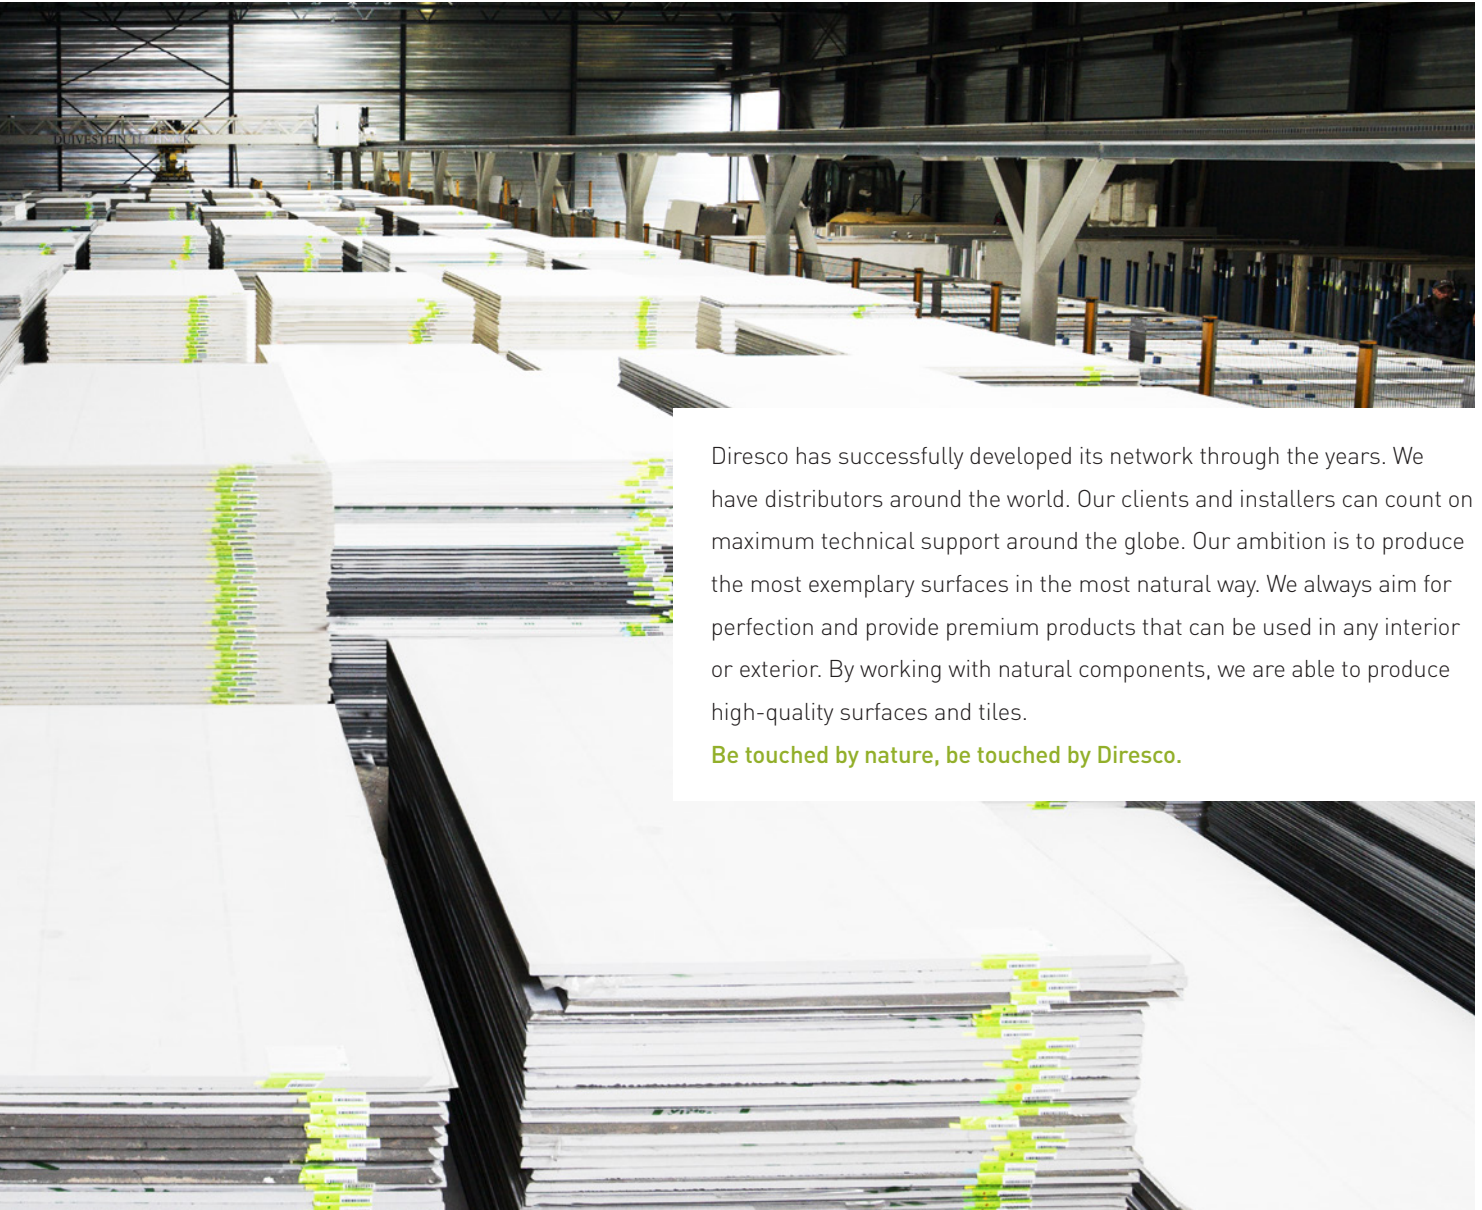 DUIVESTEIN
Diresco has successfully developed its network through the years. We
have distributors around the world. Our clients and installers can count on
maximum technical support around the globe. Our ambition is to produce
the most exemplary surfaces in the most natural way. We always aim for
perfection and provide premium products that can be used in any interior
or exterior. By working with natural components, we are able to produce
high-quality surfaces and tiles.
Be touched by nature, be touched by Diresco.